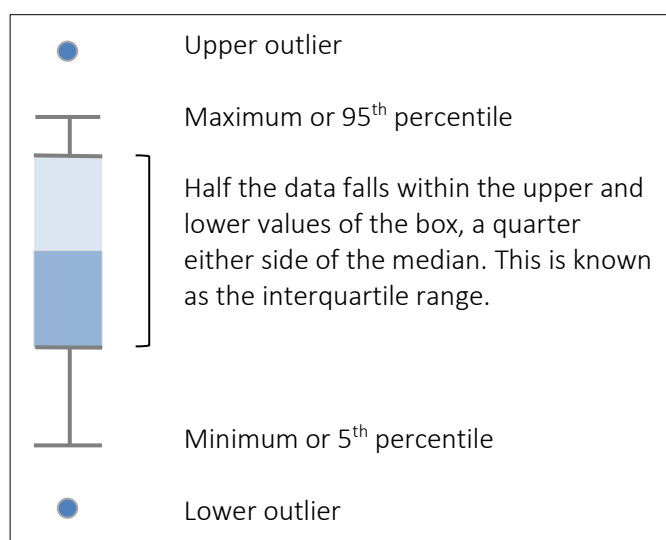 Upper outlier
Maximum or 95th percentile
Half the data falls within the upper and
lower values of the box, a quarter
either side of the median. This is known
as the interquartile range.
Minimum or 5th percentile
Lower outlier